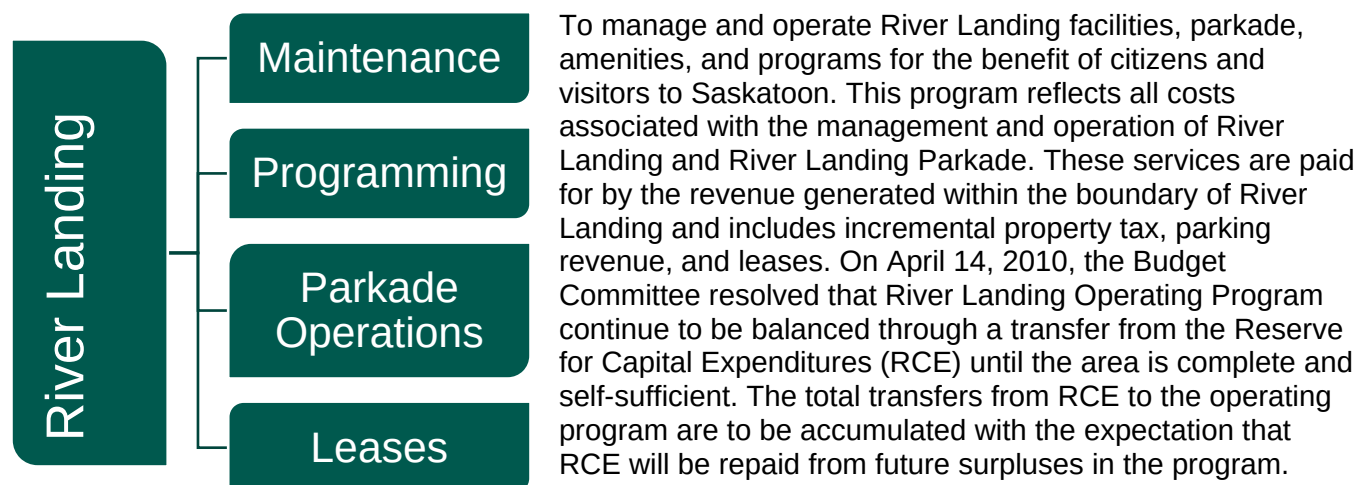 River Landing
Maintenance
Programming
Parkade
Operations
Leases
To manage and operate River Landing facilities, parkade,
amenities, and programs for the benefit of citizens and
visitors to Saskatoon. This program reflects all costs
associated with the management and operation of River
Landing and River Landing Parkade. These services are paid
for by the revenue generated within the boundary of River
Landing and includes incremental property tax, parking
revenue, and leases. On April 14, 2010, the Budget
Committee resolved that River Landing Operating Program
continue to be balanced through a transfer from the Reserve
for Capital Expenditures (RCE) until the area is complete and
self-sufficient. The total transfers from RCE to the operating
program are to be accumulated with the expectation that
RCE will be repaid from future surpluses in the program.